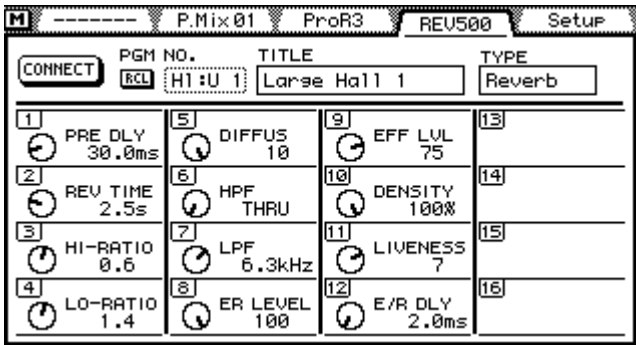 M ------- P.Mix01 ProR3 REV500 Setup
PGM NO. TITLE TYPE
CONNECT RCL H1:U 1 Large Hall 1 Reverb
1 5 9 13
PRE DLY DIFFUS EFF LVL
30.0ms 10 75
2 6 10 14
REV TIME HPF DENSITY
2.5s THRU 100%
3 7 11 15
HI-RATIO LPF LIVENESS
0.6 6.3kHz 7
4 8 12 16
LO-RATIO ER LEVEL E/R DLY
1.4 100 2.0ms